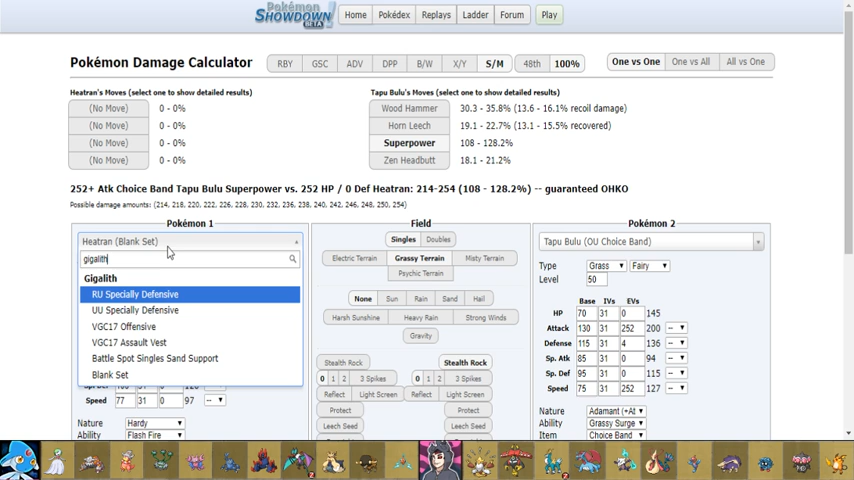 Pokémon
SHOWDOWN!
BETA
Home
Pokédex
Replays
Ladder
Forum
Play
Pokémon Damage Calculator
RBY
GSC
ADV
DPP
B/W
X/Y
S/M
48th
100%
One vs One
One vs All
All vs One
Heatran's Moves (select one to show detailed results)
(No Move) 0 - 0%
(No Move) 0 - 0%
(No Move) 0 - 0%
(No Move) 0 - 0%
Tapu Bulu's Moves (select one to show detailed results)
Wood Hammer 30.3 - 35.8% (13.6 - 16.1% recoil damage)
Horn Leech 19.1 - 22.7% (13.1 - 15.5% recovered)
Superpower 108 - 128.2%
Zen Headbutt 18.1 - 21.2%
252+ Atk Choice Band Tapu Bulu Superpower vs. 252 HP / 0 Def Heatran: 214-254 (108 - 128.2%) -- guaranteed OHKO
Possible damage amounts: (214, 218, 220, 222, 226, 228, 230, 232, 236, 238, 240, 242, 246, 248, 250, 254)
Pokémon 1
Heatran (Blank Set)
gigalith
Gigalith
RU Specially Defensive
UU Specially Defensive
VGC17 Offensive
VGC17 Assault Vest
Battle Spot Singles Sand Support
Blank Set
Speed 77 31 0 97 --
Nature Hardy
Ability Flash Fire
Field
Singles Doubles
Electric Terrain Grassy Terrain Misty Terrain
Psychic Terrain
None Sun Rain Sand Hail
Harsh Sunshine Heavy Rain Strong Winds
Gravity
Stealth Rock Stealth Rock
0 1 2 3 Spikes 0 1 2 3 Spikes
Reflect Light Screen Reflect Light Screen
Protect Protect
Leech Seed Leech Seed
Pokémon 2
Tapu Bulu (OU Choice Band)
Type Grass Fairy
Level 50
Base IVs EVs
HP 70 31 0 145
Attack 130 31 252 200 --
Defense 115 31 4 136 --
Sp. Atk 85 31 0 94 --
Sp. Def 95 31 0 115 --
Speed 75 31 252 127 --
Nature Adamant (+At
Ability Grassy Surge
Item Choice Band